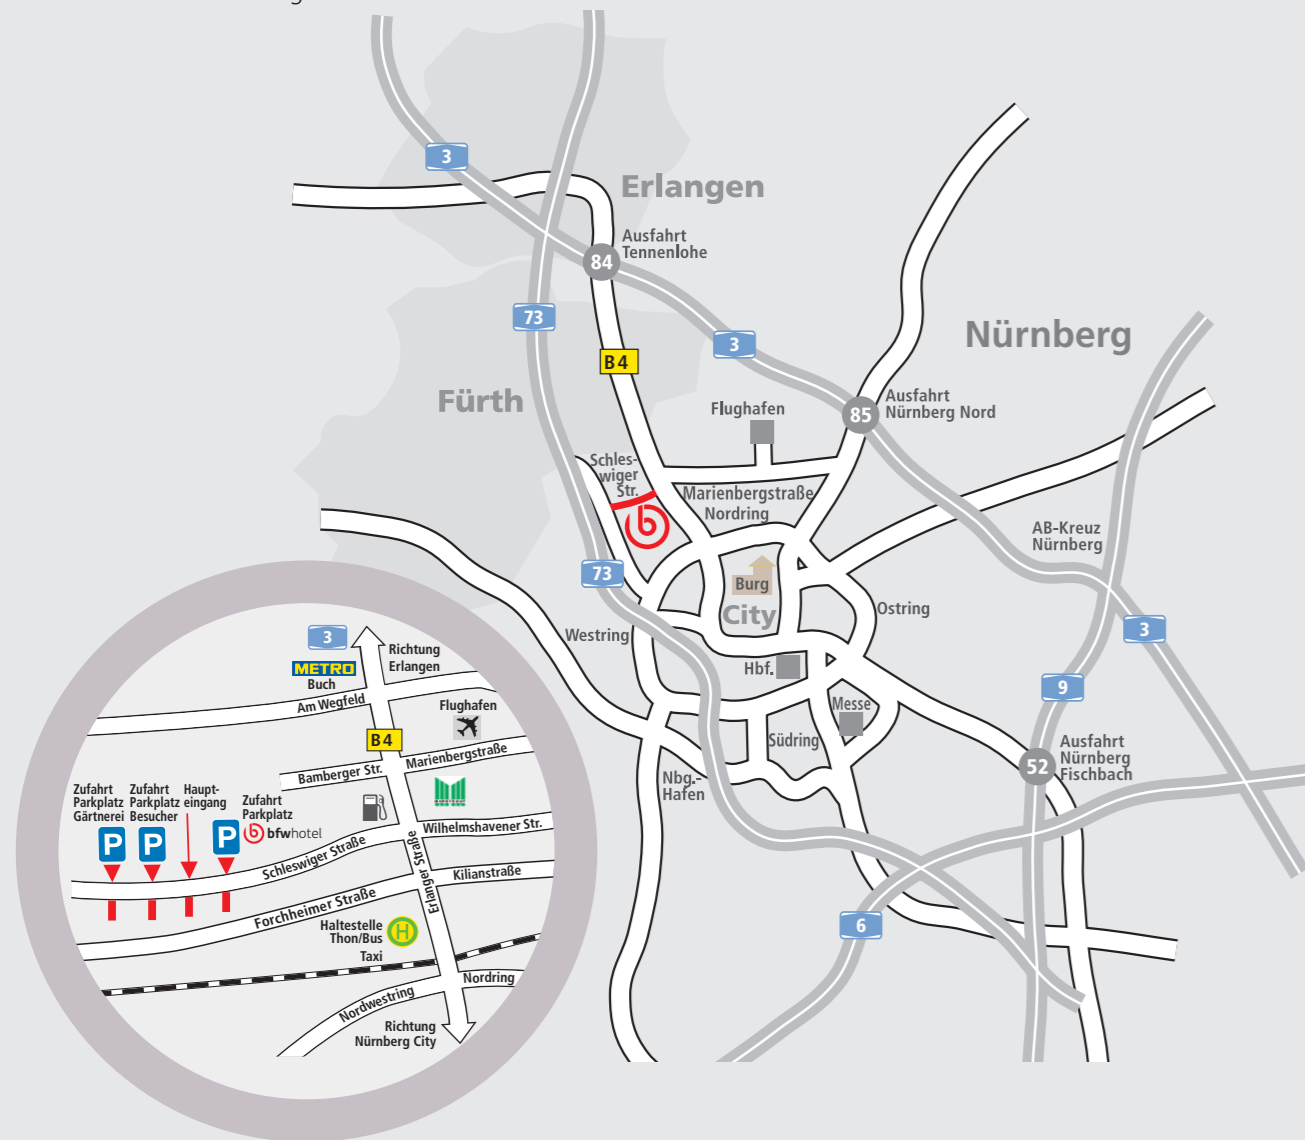 3
Erlangen
Ausfahrt
Tennenlohe
84
73
3
B4
Nürnberg
Fürth
Flughafen
Ausfahrt
Nürnberg Nord
85
Schles-
wiger
Str.
Marienbergstraße
Nordring
b
AB-Kreuz
Nürnberg
73
Burg
City
Ostring
Westring
3
Hbf.
9
Messe
Südring
Ausfahrt
Nürnberg
Fischbach
52
Nbg.-
Hafen
6
3
Richtung
Erlangen
METRO
Buch
Am Wegfeld
Flughafen
B4
Marienbergstraße
Bamberger Str.
Zufahrt
Parkplatz
Gärtnerei
Zufahrt
Parkplatz
Besucher
Haupt-
eingang
Zufahrt
Parkplatz
b bfwhotel
P
P
P
Wilhelmshavener Str.
Schleswiger Straße
Erlanger Straße
Kilianstraße
Forchheimer Straße
Haltestelle
Thon/Bus
Taxi
H
Nordring
Nordwestring
Richtung
Nürnberg City